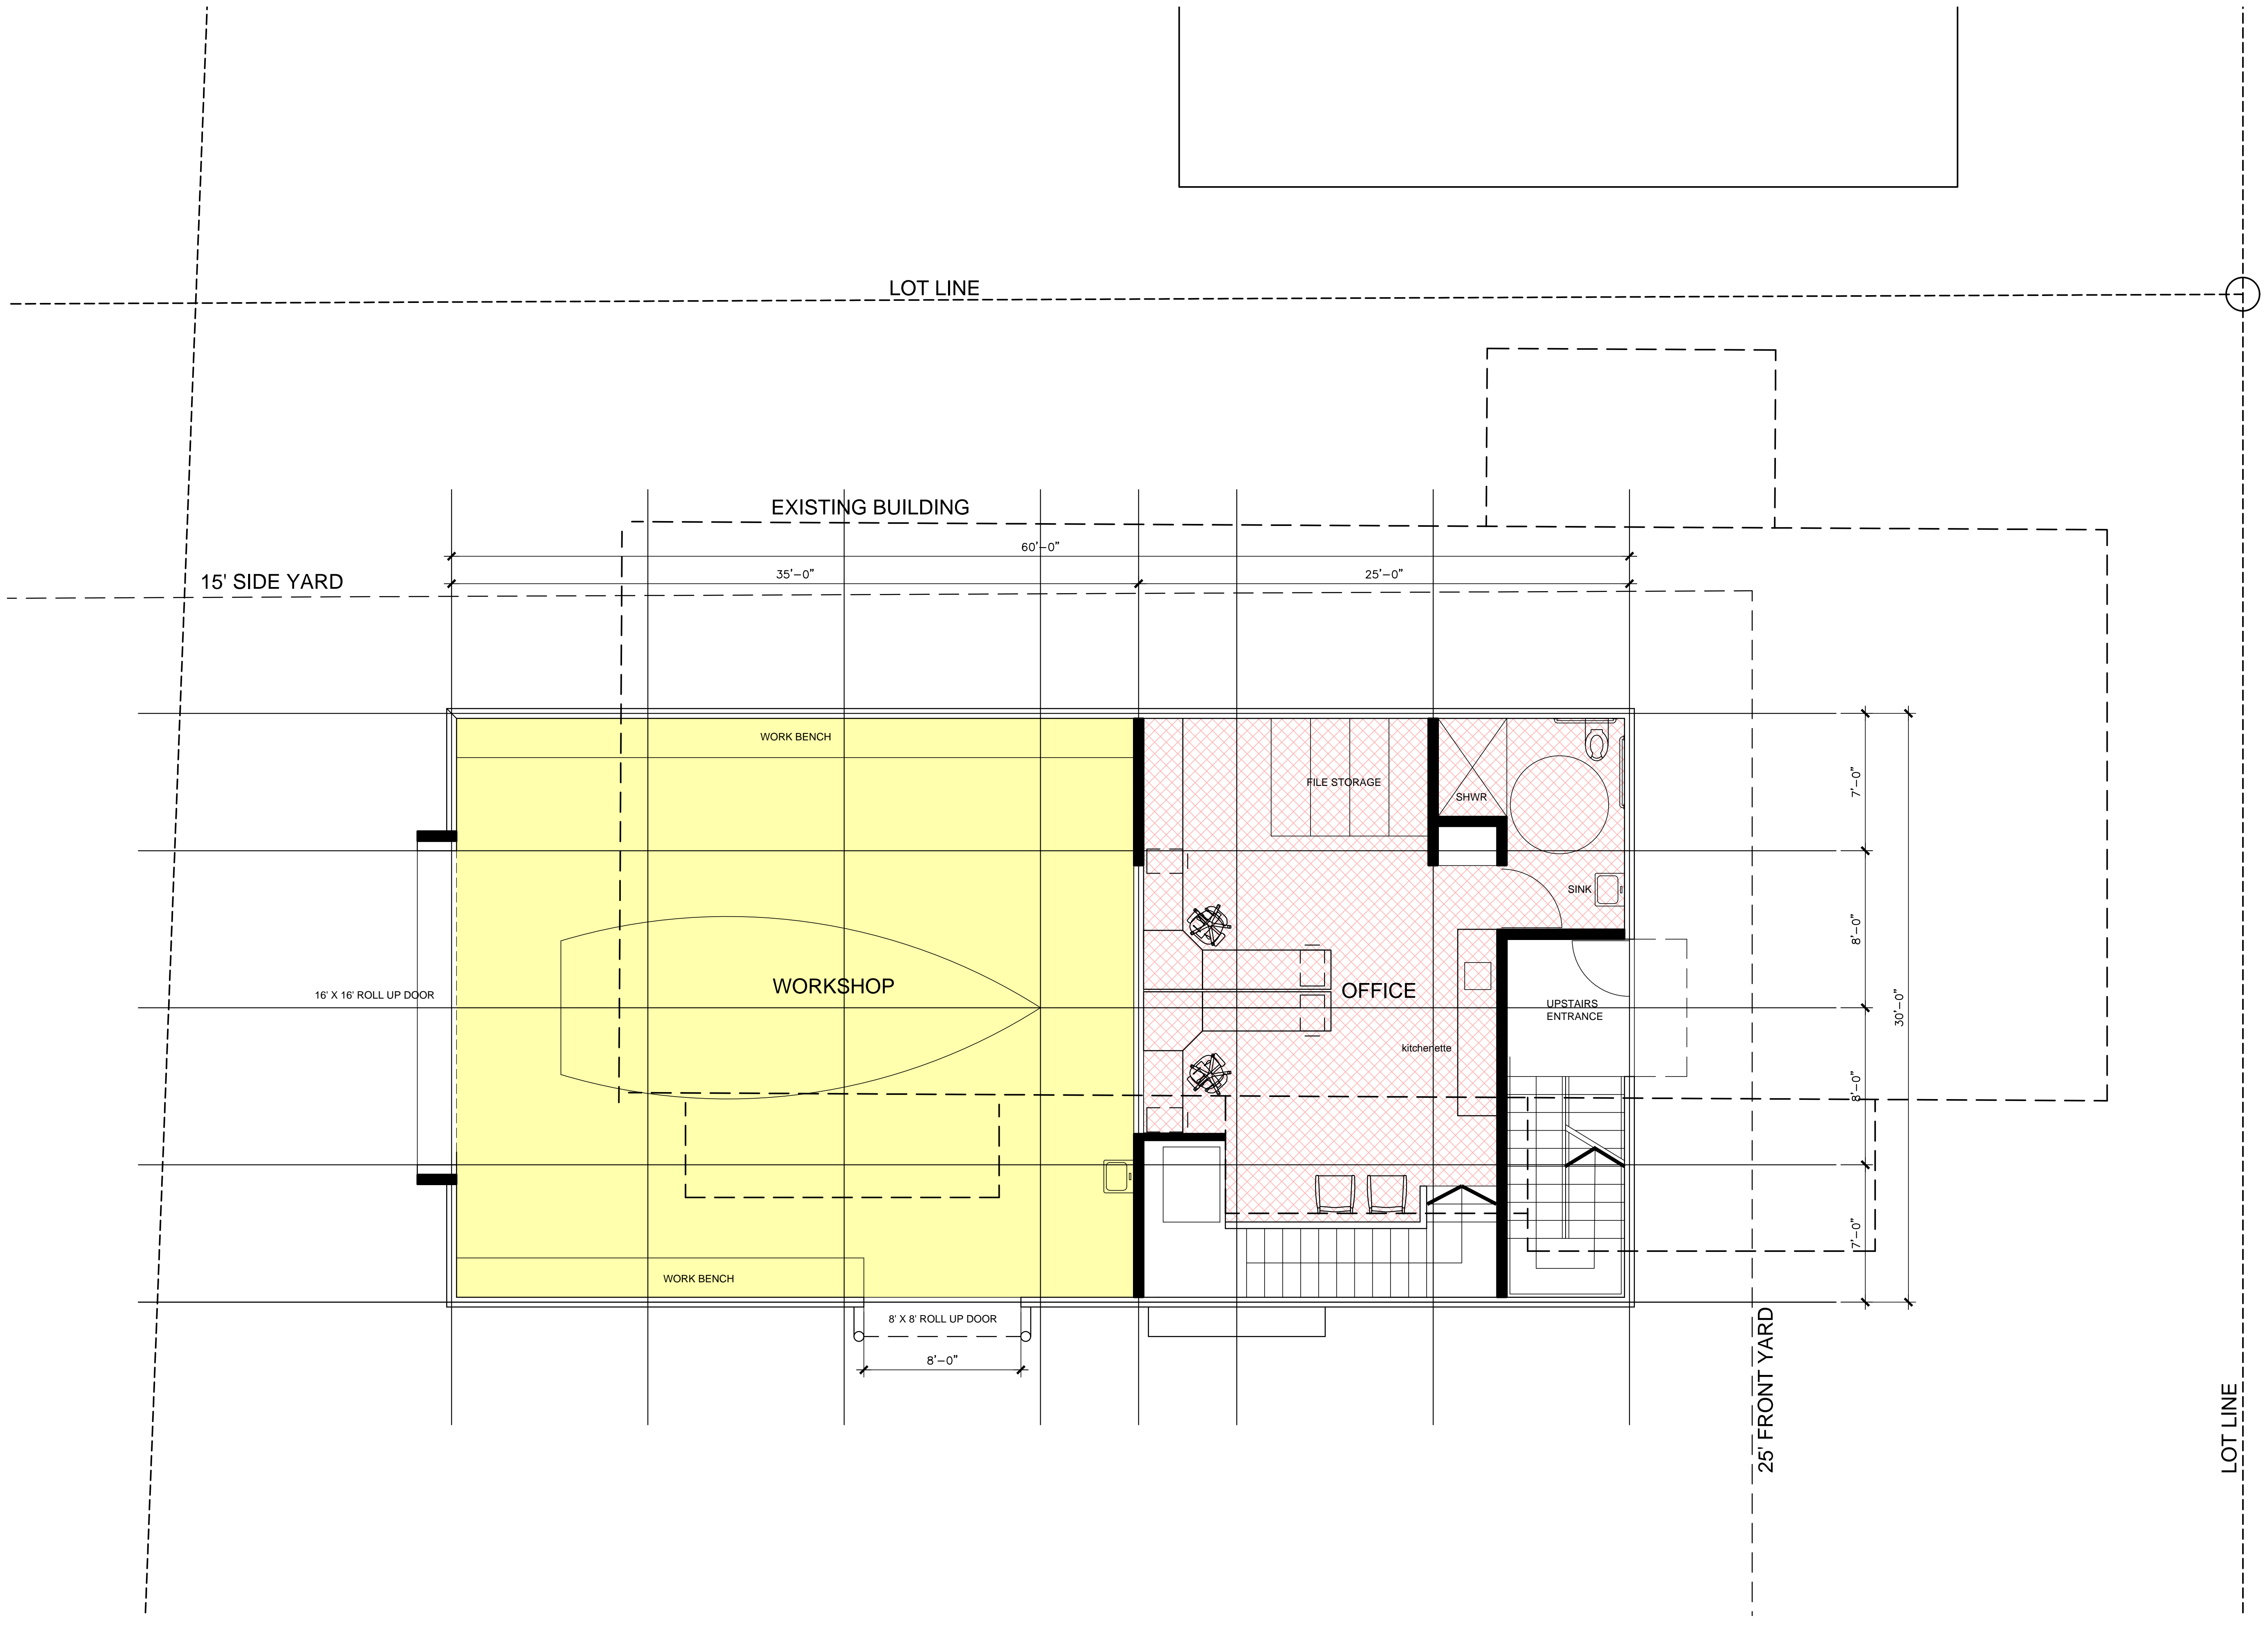 LOT LINE
EXISTING BUILDING
60'-0"
15' SIDE YARD
35'-0"
25'-0"
WORK BENCH
FILE STORAGE
SHWR
7'-0"
SINK
8'-0"
WORKSHOP
OFFICE
16' X 16' ROLL UP DOOR
UPSTAIRS
ENTRANCE
30'-0"
kitchenette
8'-0"
7'-0"
WORK BENCH
8' X 8' ROLL UP DOOR
8'-0"
25' FRONT YARD
LOT LINE